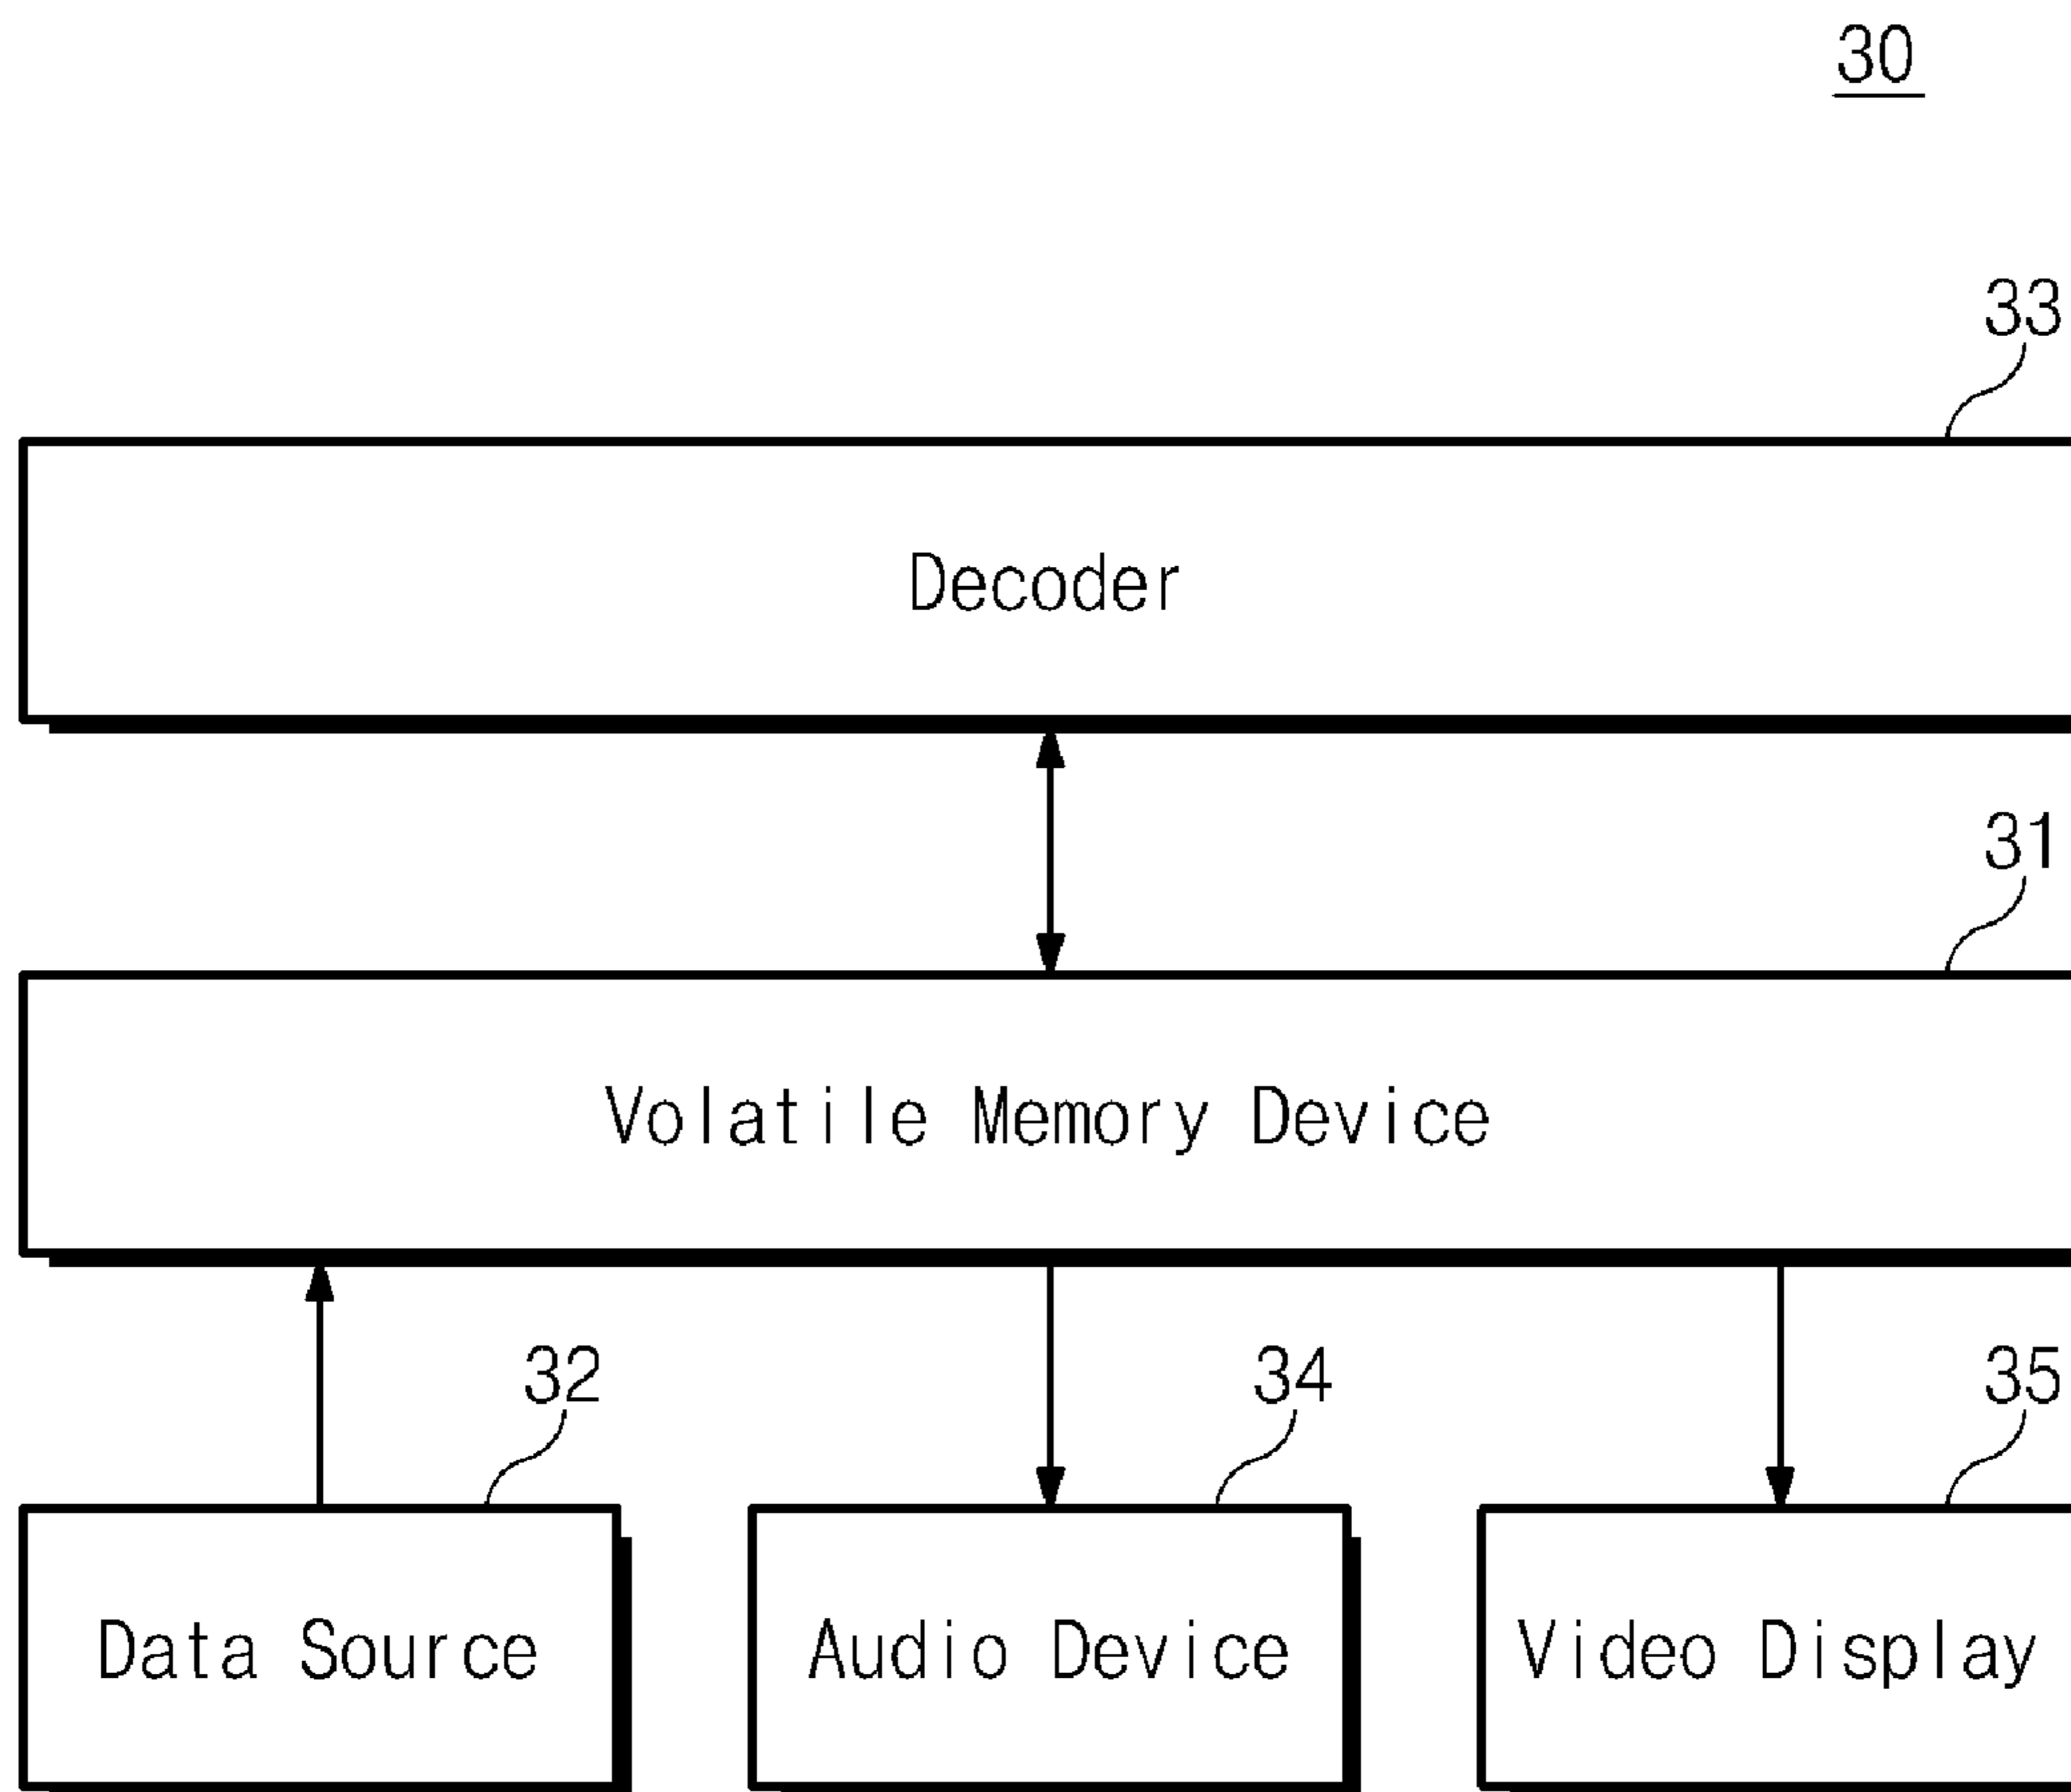 30
33
Decoder
31
Volatile Memory Device
32
34
35
Data Source
Audio Device
Video Display